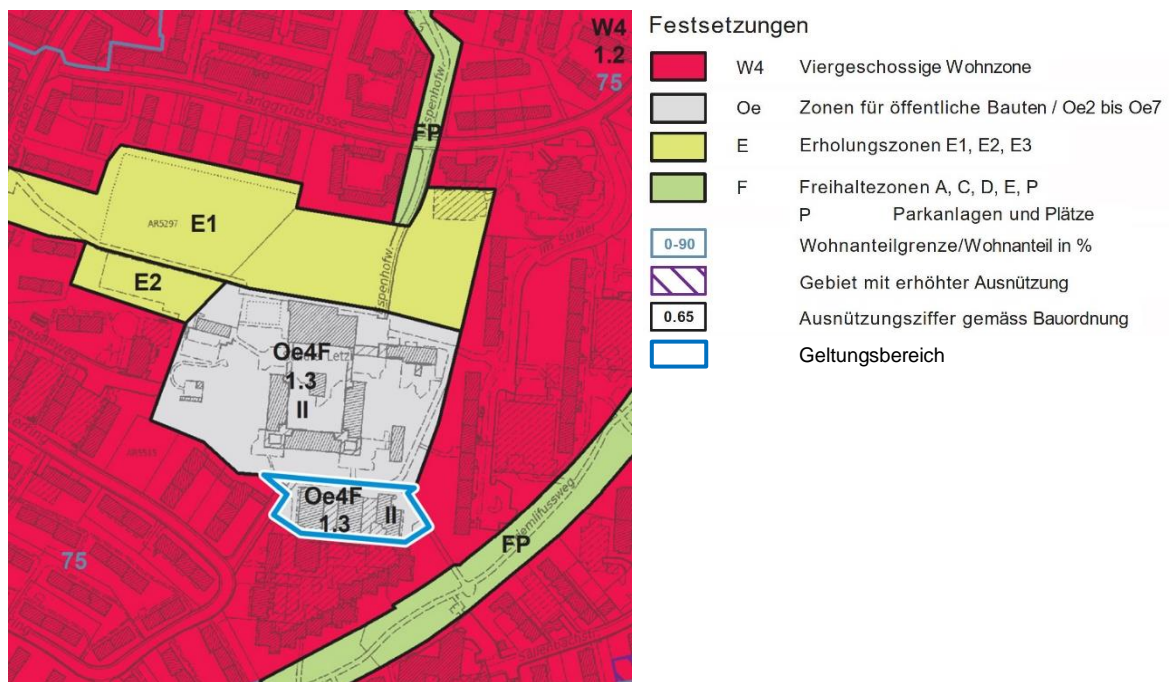 W4
1.2
75
Langgrütstrasse
FP
AR5297
E1
E2
Oe4F
1.3
II
Letzi
Oe4F
1.3
II
75
FP
Festsetzungen
W4 Viergeschossige Wohnzone
Oe Zonen für öffentliche Bauten / Oe2 bis Oe7
E Erholungszonen E1, E2, E3
F Freihaltezonen A, C, D, E, P
P Parkanlagen und Plätze
0-90 Wohnanteilgrenze/Wohnanteil in %
Gebiet mit erhöhter Ausnützung
0.65 Ausnützungsziffer gemäss Bauordnung
Geltungsbereich